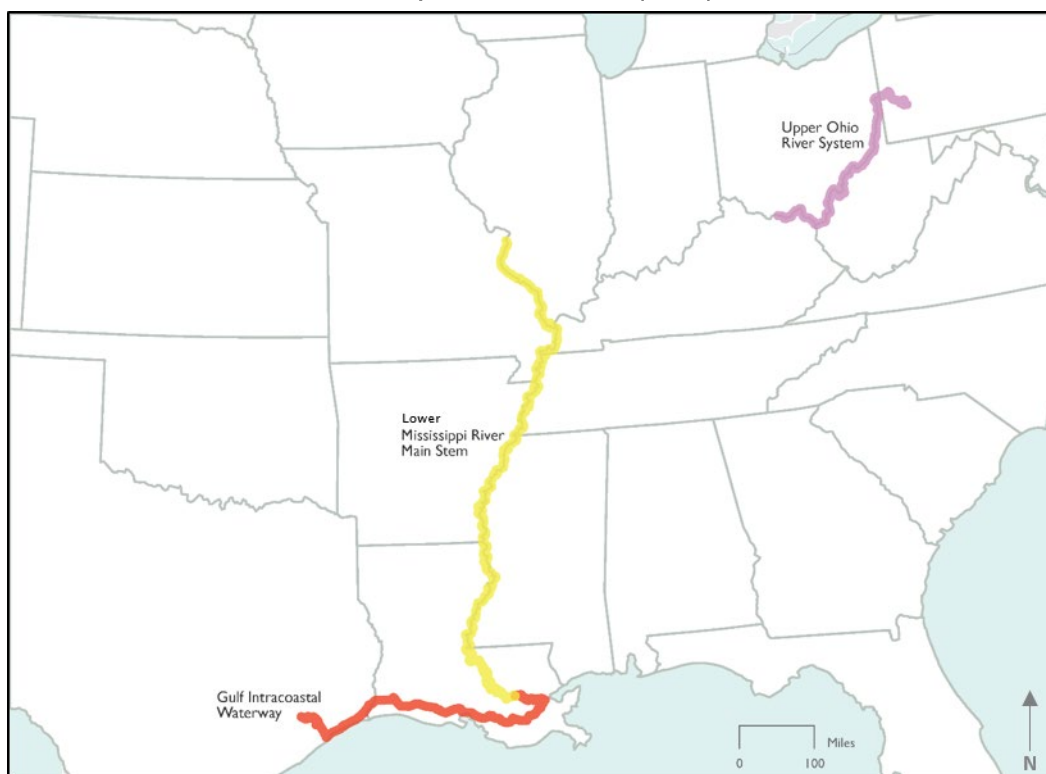 Upper Ohio
River System
Lower
Mississippi River
Main Stem
Gulf Intracoastal
Waterway
Miles
0 100
N